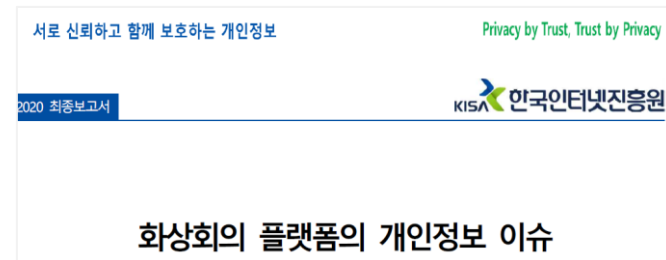 서로 신뢰하고 함께 보호하는 개인정보
Privacy by Trust, Trust by Privacy
2020 최종보고서
KISA 한국인터넷진흥원
화상회의 플랫폼의 개인정보 이슈